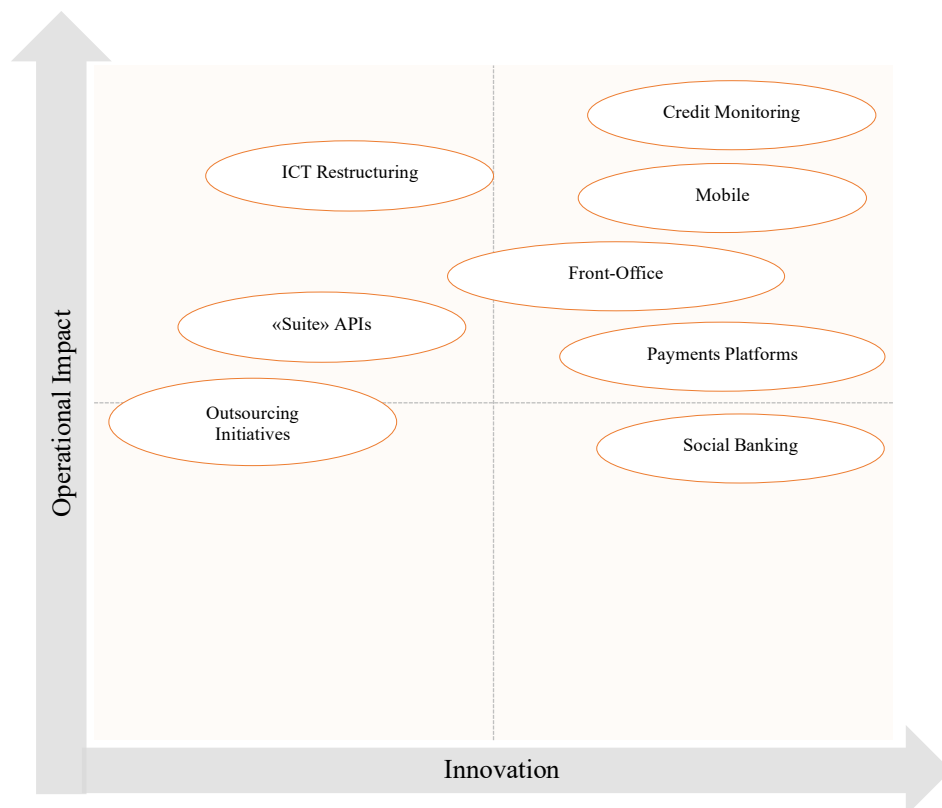 Credit Monitoring
ICT Restructuring
Mobile
Front-Office
«Suite» APIs
Payments Platforms
Outsourcing
Initiatives
Social Banking
Operational Impact
Innovation